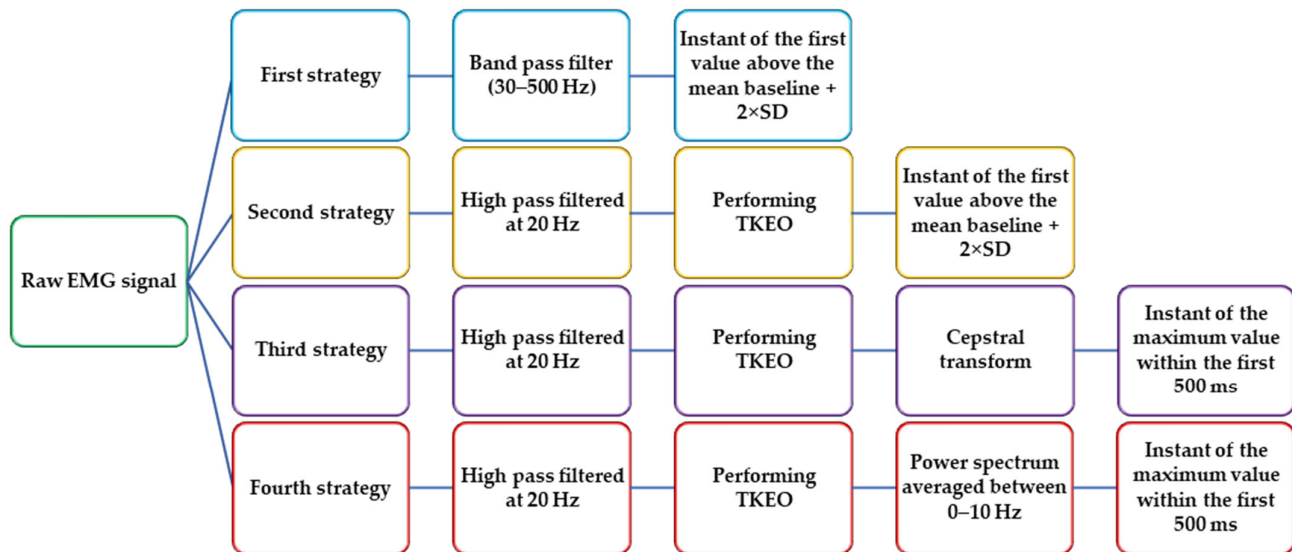 Raw EMG signal
First strategy
Band pass filter
(30–500 Hz)
Instant of the first
value above the
mean baseline +
2×SD
Second strategy
High pass filtered
at 20 Hz
Performing
TKEO
Instant of the first
value above the
mean baseline +
2×SD
Third strategy
High pass filtered
at 20 Hz
Performing
TKEO
Cepstral
transform
Instant of the
maximum value
within the first
500 ms
Fourth strategy
High pass filtered
at 20 Hz
Performing
TKEO
Power spectrum
averaged between
0–10 Hz
Instant of the
maximum value
within the first
500 ms